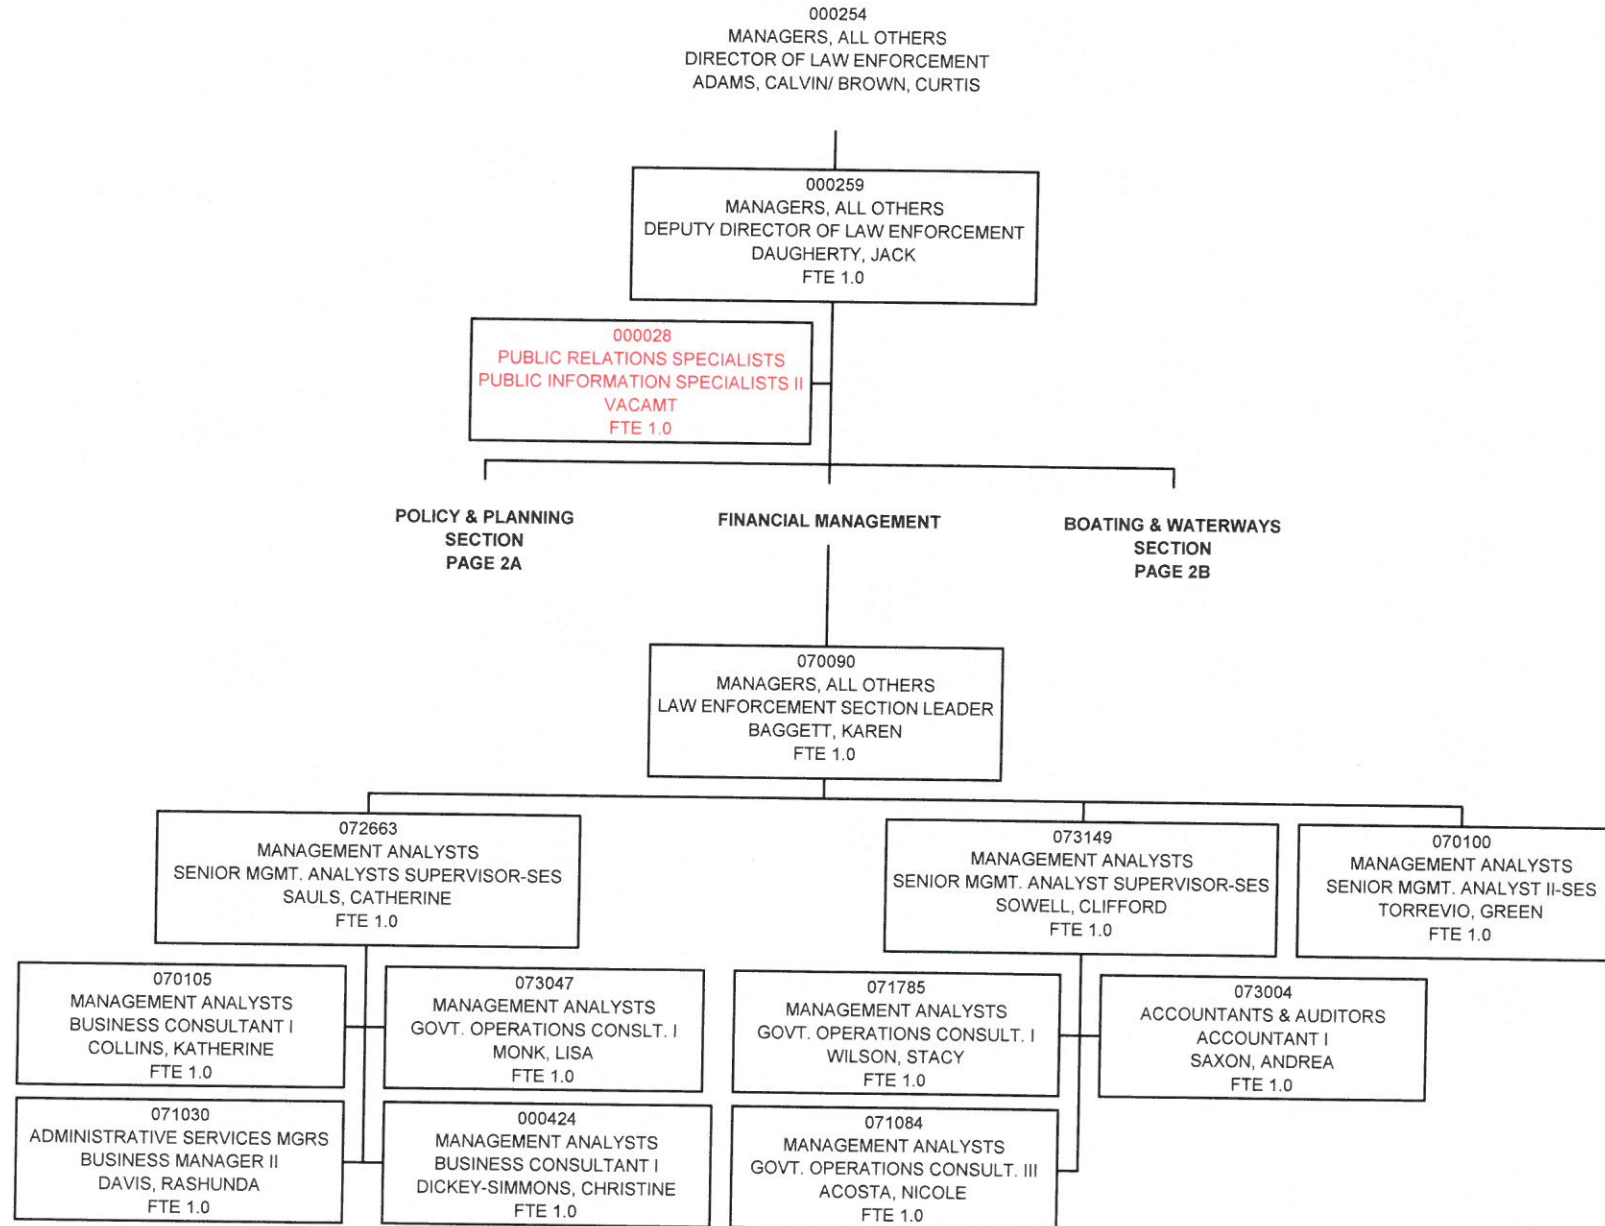 000254
MANAGERS, ALL OTHERS
DIRECTOR OF LAW ENFORCEMENT
ADAMS, CALVIN/ BROWN, CURTIS
000259
MANAGERS, ALL OTHERS
DEPUTY DIRECTOR OF LAW ENFORCEMENT
DAUGHERTY, JACK
FTE 1.0
000028
PUBLIC RELATIONS SPECIALISTS
PUBLIC INFORMATION SPECIALISTS II
VACAMT
FTE 1.0
POLICY & PLANNING
SECTION
PAGE 2A
FINANCIAL MANAGEMENT
BOATING & WATERWAYS
SECTION
PAGE 2B
070090
MANAGERS, ALL OTHERS
LAW ENFORCEMENT SECTION LEADER
BAGGETT, KAREN
FTE 1.0
072663
MANAGEMENT ANALYSTS
SENIOR MGMT. ANALYSTS SUPERVISOR-SES
SAULS, CATHERINE
FTE 1.0
073149
MANAGEMENT ANALYSTS
SENIOR MGMT. ANALYST SUPERVISOR-SES
SOWELL, CLIFFORD
FTE 1.0
070100
MANAGEMENT ANALYSTS
SENIOR MGMT. ANALYST II-SES
TORREVIO, GREEN
FTE 1.0
070105
MANAGEMENT ANALYSTS
BUSINESS CONSULTANT I
COLLINS, KATHERINE
FTE 1.0
073047
MANAGEMENT ANALYSTS
GOVT. OPERATIONS CONSLT. I
MONK, LISA
FTE 1.0
071785
MANAGEMENT ANALYSTS
GOVT. OPERATIONS CONSULT. I
WILSON, STACY
FTE 1.0
073004
ACCOUNTANTS & AUDITORS
ACCOUNTANT I
SAXON, ANDREA
FTE 1.0
071030
ADMINISTRATIVE SERVICES MGRS
BUSINESS MANAGER II
DAVIS, RASHUNDA
FTE 1.0
000424
MANAGEMENT ANALYSTS
BUSINESS CONSULTANT I
DICKEY-SIMMONS, CHRISTINE
FTE 1.0
071084
MANAGEMENT ANALYSTS
GOVT. OPERATIONS CONSULT. III
ACOSTA, NICOLE
FTE 1.0